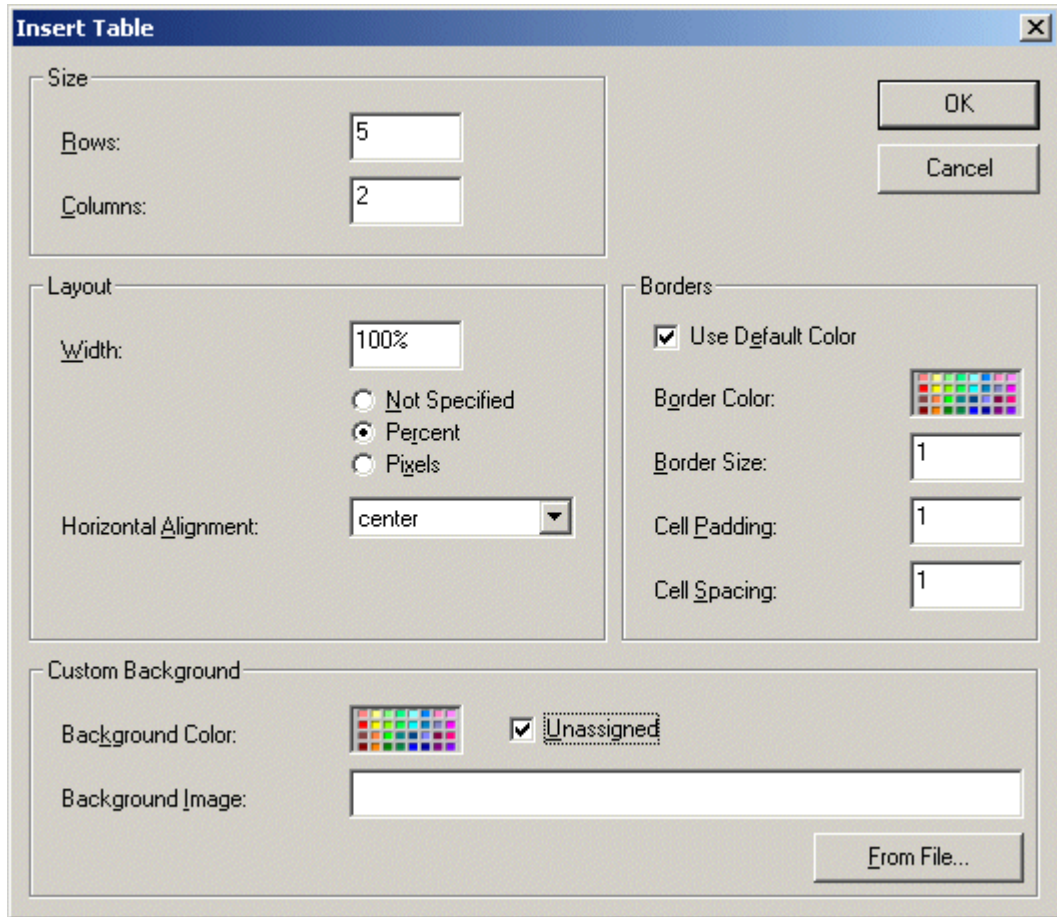 Insert Table
Size
Rows: 5
Columns: 2
OK
Cancel
Layout
Width: 100%
Not Specified
Percent
Pixels
Horizontal Alignment: center
Borders
Use Default Color
Border Color:
Border Size: 1
Cell Padding: 1
Cell Spacing: 1
Custom Background
Background Color: Unassigned
Background Image:
From File...